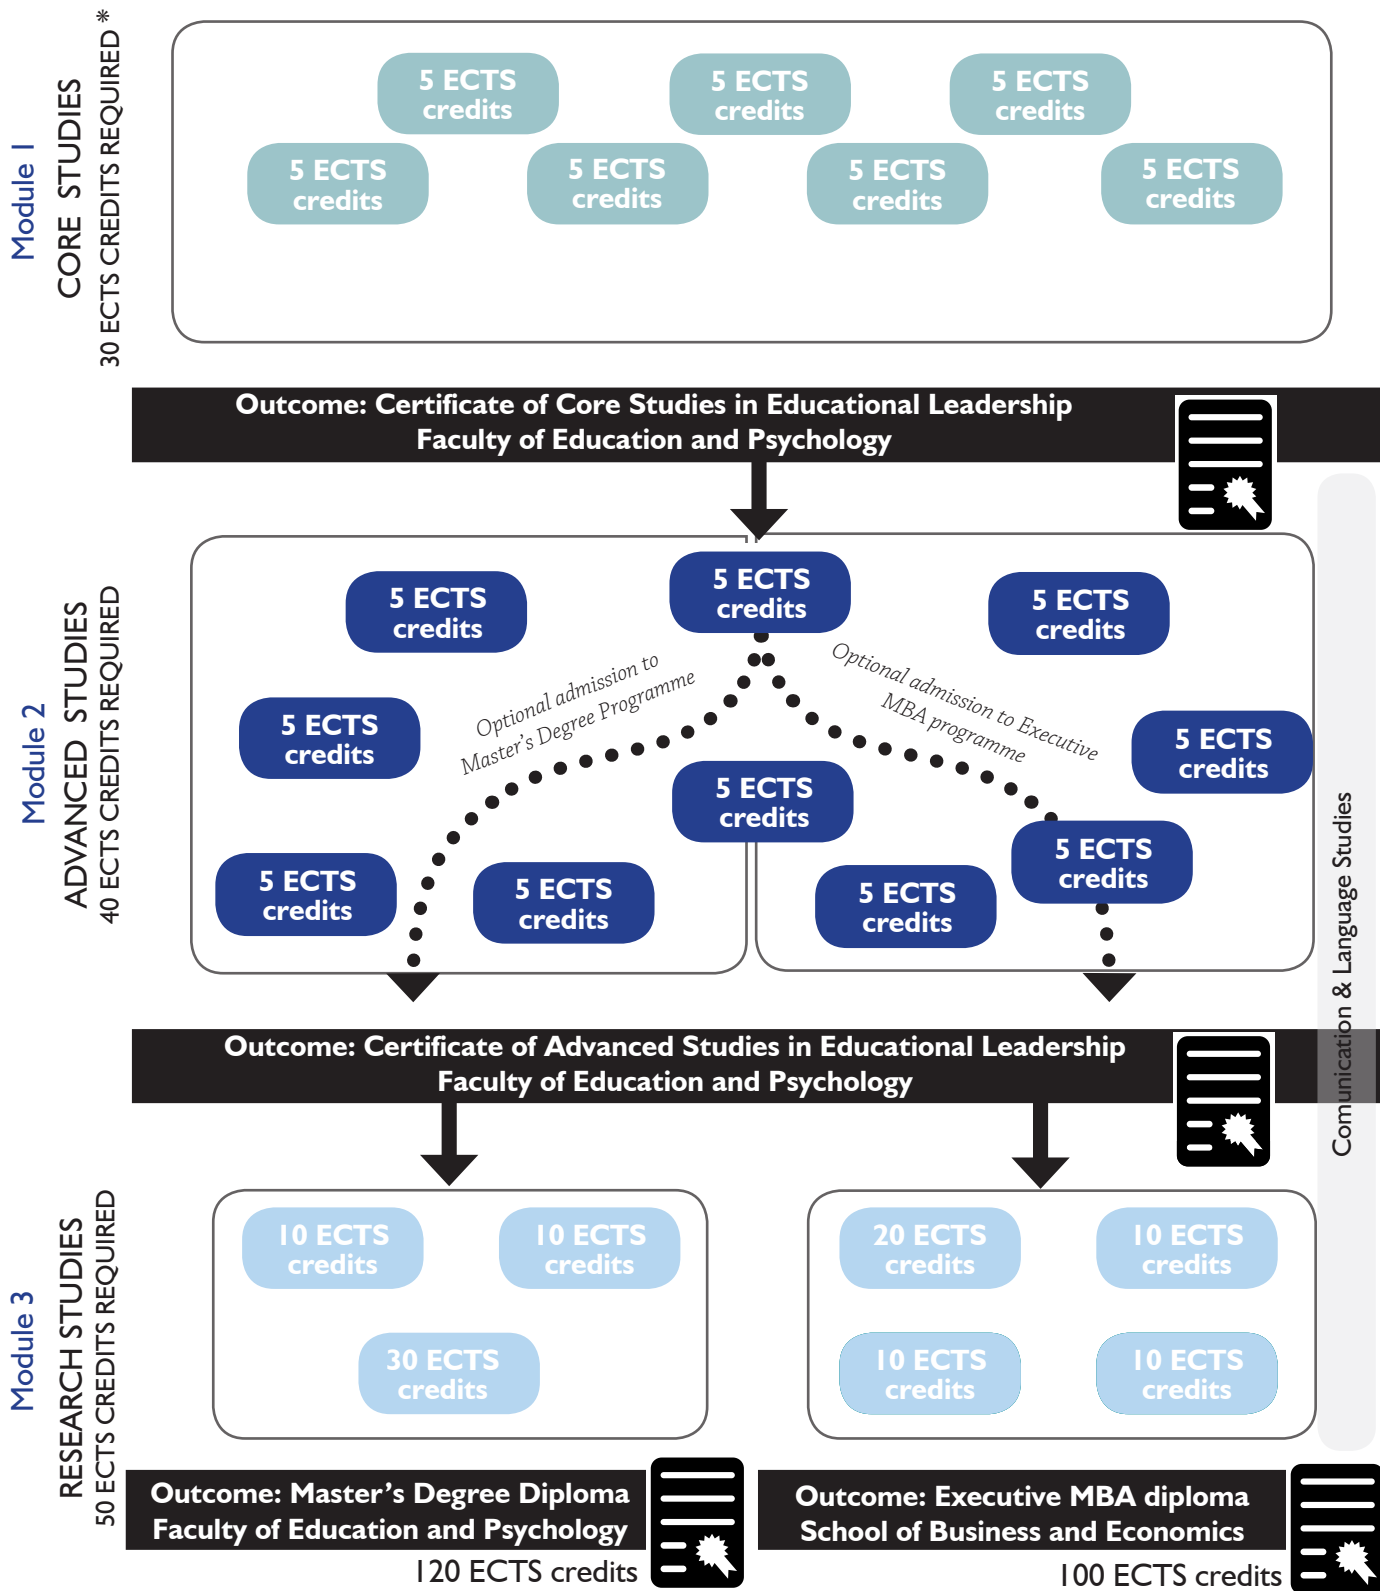 Module 1
CORE STUDIES
30 ECTS CREDITS REQUIRED *
5 ECTS
credits
5 ECTS
credits
5 ECTS
credits
5 ECTS
credits
5 ECTS
credits
5 ECTS
credits
5 ECTS
credits
Outcome: Certificate of Core Studies in Educational Leadership
Faculty of Education and Psychology
Module 2
ADVANCED STUDIES
40 ECTS CREDITS REQUIRED
5 ECTS
credits
5 ECTS
credits
5 ECTS
credits
Optional admission to
Master's Degree Programme
Optional admission to Executive
MBA programme
5 ECTS
credits
5 ECTS
credits
5 ECTS
credits
5 ECTS
credits
5 ECTS
credits
5 ECTS
credits
5 ECTS
credits
Comunication & Language Studies
Outcome: Certificate of Advanced Studies in Educational Leadership
Faculty of Education and Psychology
Module 3
RESEARCH STUDIES
50 ECTS CREDITS REQUIRED
10 ECTS
credits
10 ECTS
credits
30 ECTS
credits
20 ECTS
credits
10 ECTS
credits
10 ECTS
credits
10 ECTS
credits
Outcome: Master's Degree Diploma
Faculty of Education and Psychology
120 ECTS credits
Outcome: Executive MBA diploma
School of Business and Economics
100 ECTS credits